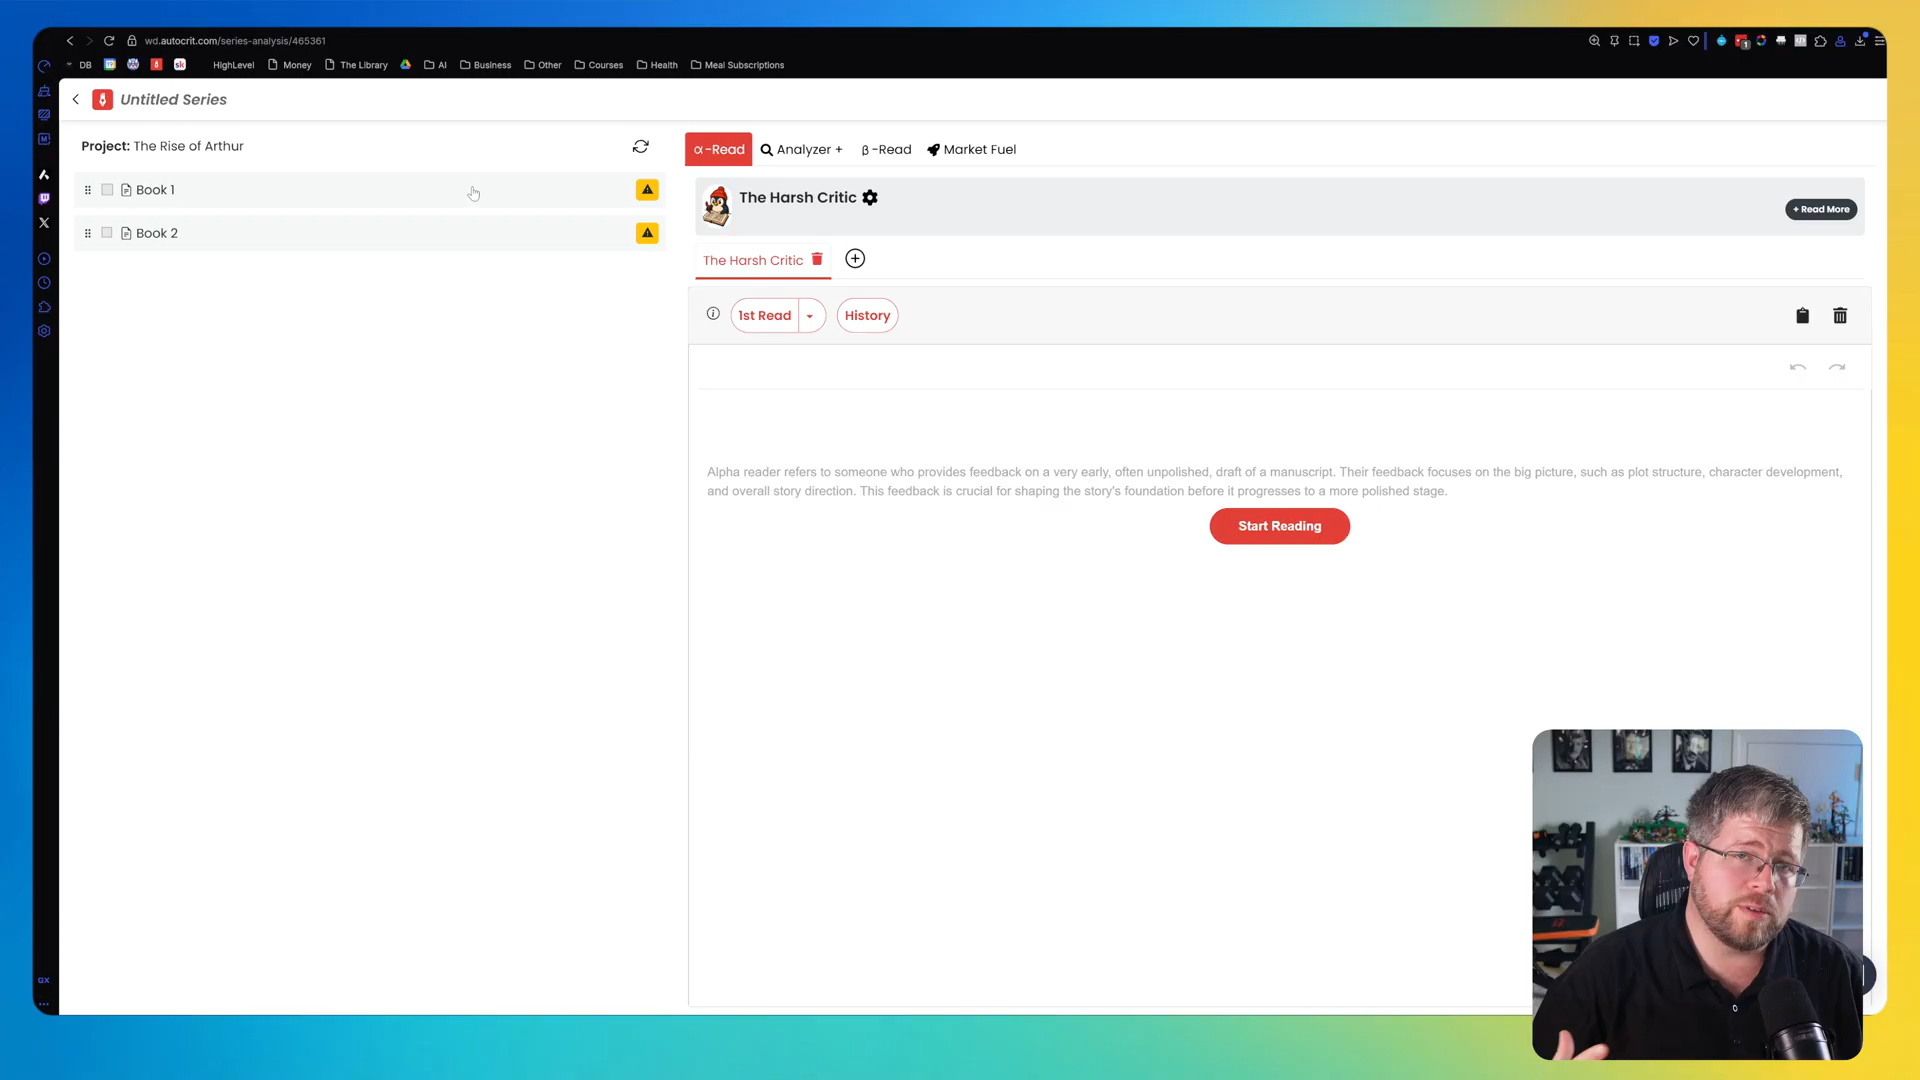 wd.autocrit.com/series-analysis/465361
DB
sk
HighLevel
Money
The Library
AI
Business
Other
Courses
Health
Meal Subscriptions
Untitled Series
Project: The Rise of Arthur
Book 1
Book 2
α-Read
Analyzer +
β-Read
Market Fuel
The Harsh Critic
+ Read More
The Harsh Critic
1st Read
History
Alpha reader refers to someone who provides feedback on a very early, often unpolished, draft of a manuscript. Their feedback focuses on the big picture, such as plot structure, character development,
and overall story direction. This feedback is crucial for shaping the story's foundation before it progresses to a more polished stage.
Start Reading
GX